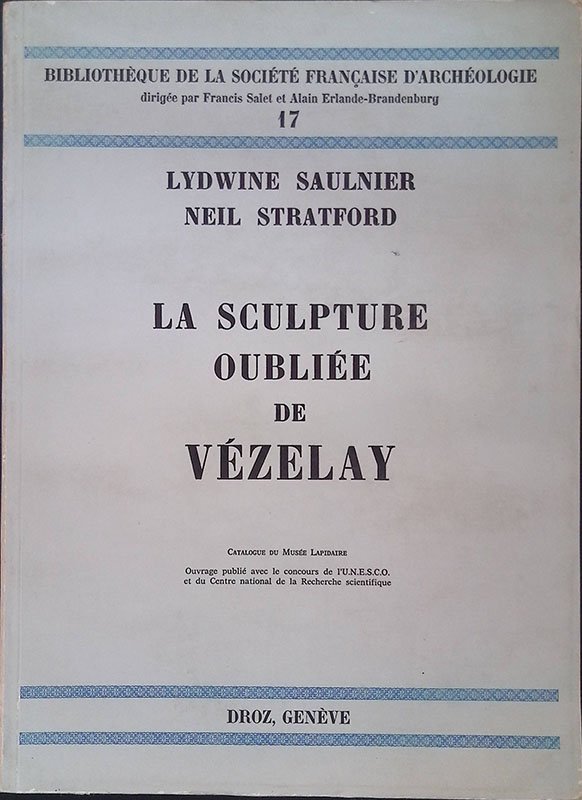 BIBLIOTHÈQUE DE LA SOCIÉTÉ FRANÇAISE D'ARCHÉOLOGIE
dirigée par Francis Salet et Alain Erlande-Brandenburg
17
LYDWINE SAULNIER
NEIL STRATFORD
LA SCULPTURE
OUBLIÉE
DE
VÉZELAY
CATALOGUE DU MUSÉE LAPIDAIRE
Ouvrage publié avec le concours de l'U.N.E.S.C.O.
et du Centre national de la Recherche scientifique
DROZ, GENÈVE